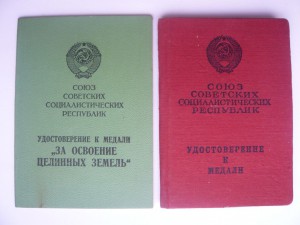 СОЮЗ
СОВЕТСКИХ
СОЦИАЛИСТИЧЕСКИХ
РЕСПУБЛИК
УДОСТОВЕРЕНИЕ К МЕДАЛИ
„ЗА ОСВОЕНИЕ
ЦЕЛИННЫХ ЗЕМЕЛЬ“
СОЮЗ
СОВЕТСКИХ
СОЦИАЛИСТИЧЕСКИХ
РЕСПУБЛИК
УДОСТОВЕРЕНИЕ
К
МЕДАЛИ